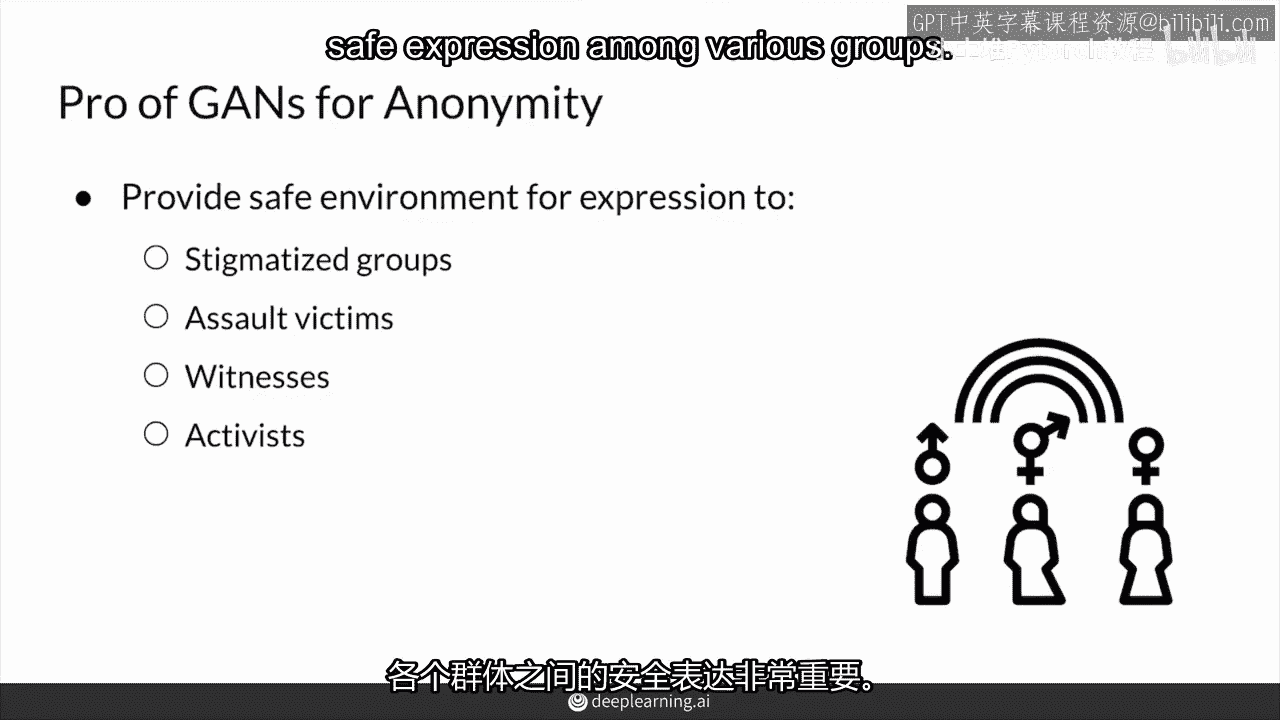 GPT中英字幕课程资源@bilibili.com
safe expression among various groups.
bilibili
Pro of GANs for Anonymity
● Provide safe environment for expression to:
○ Stigmatized groups
○ Assault victims
○ Witnesses
○ Activists
各个群体之间的安全表达非常重要。
deeplearning.ai